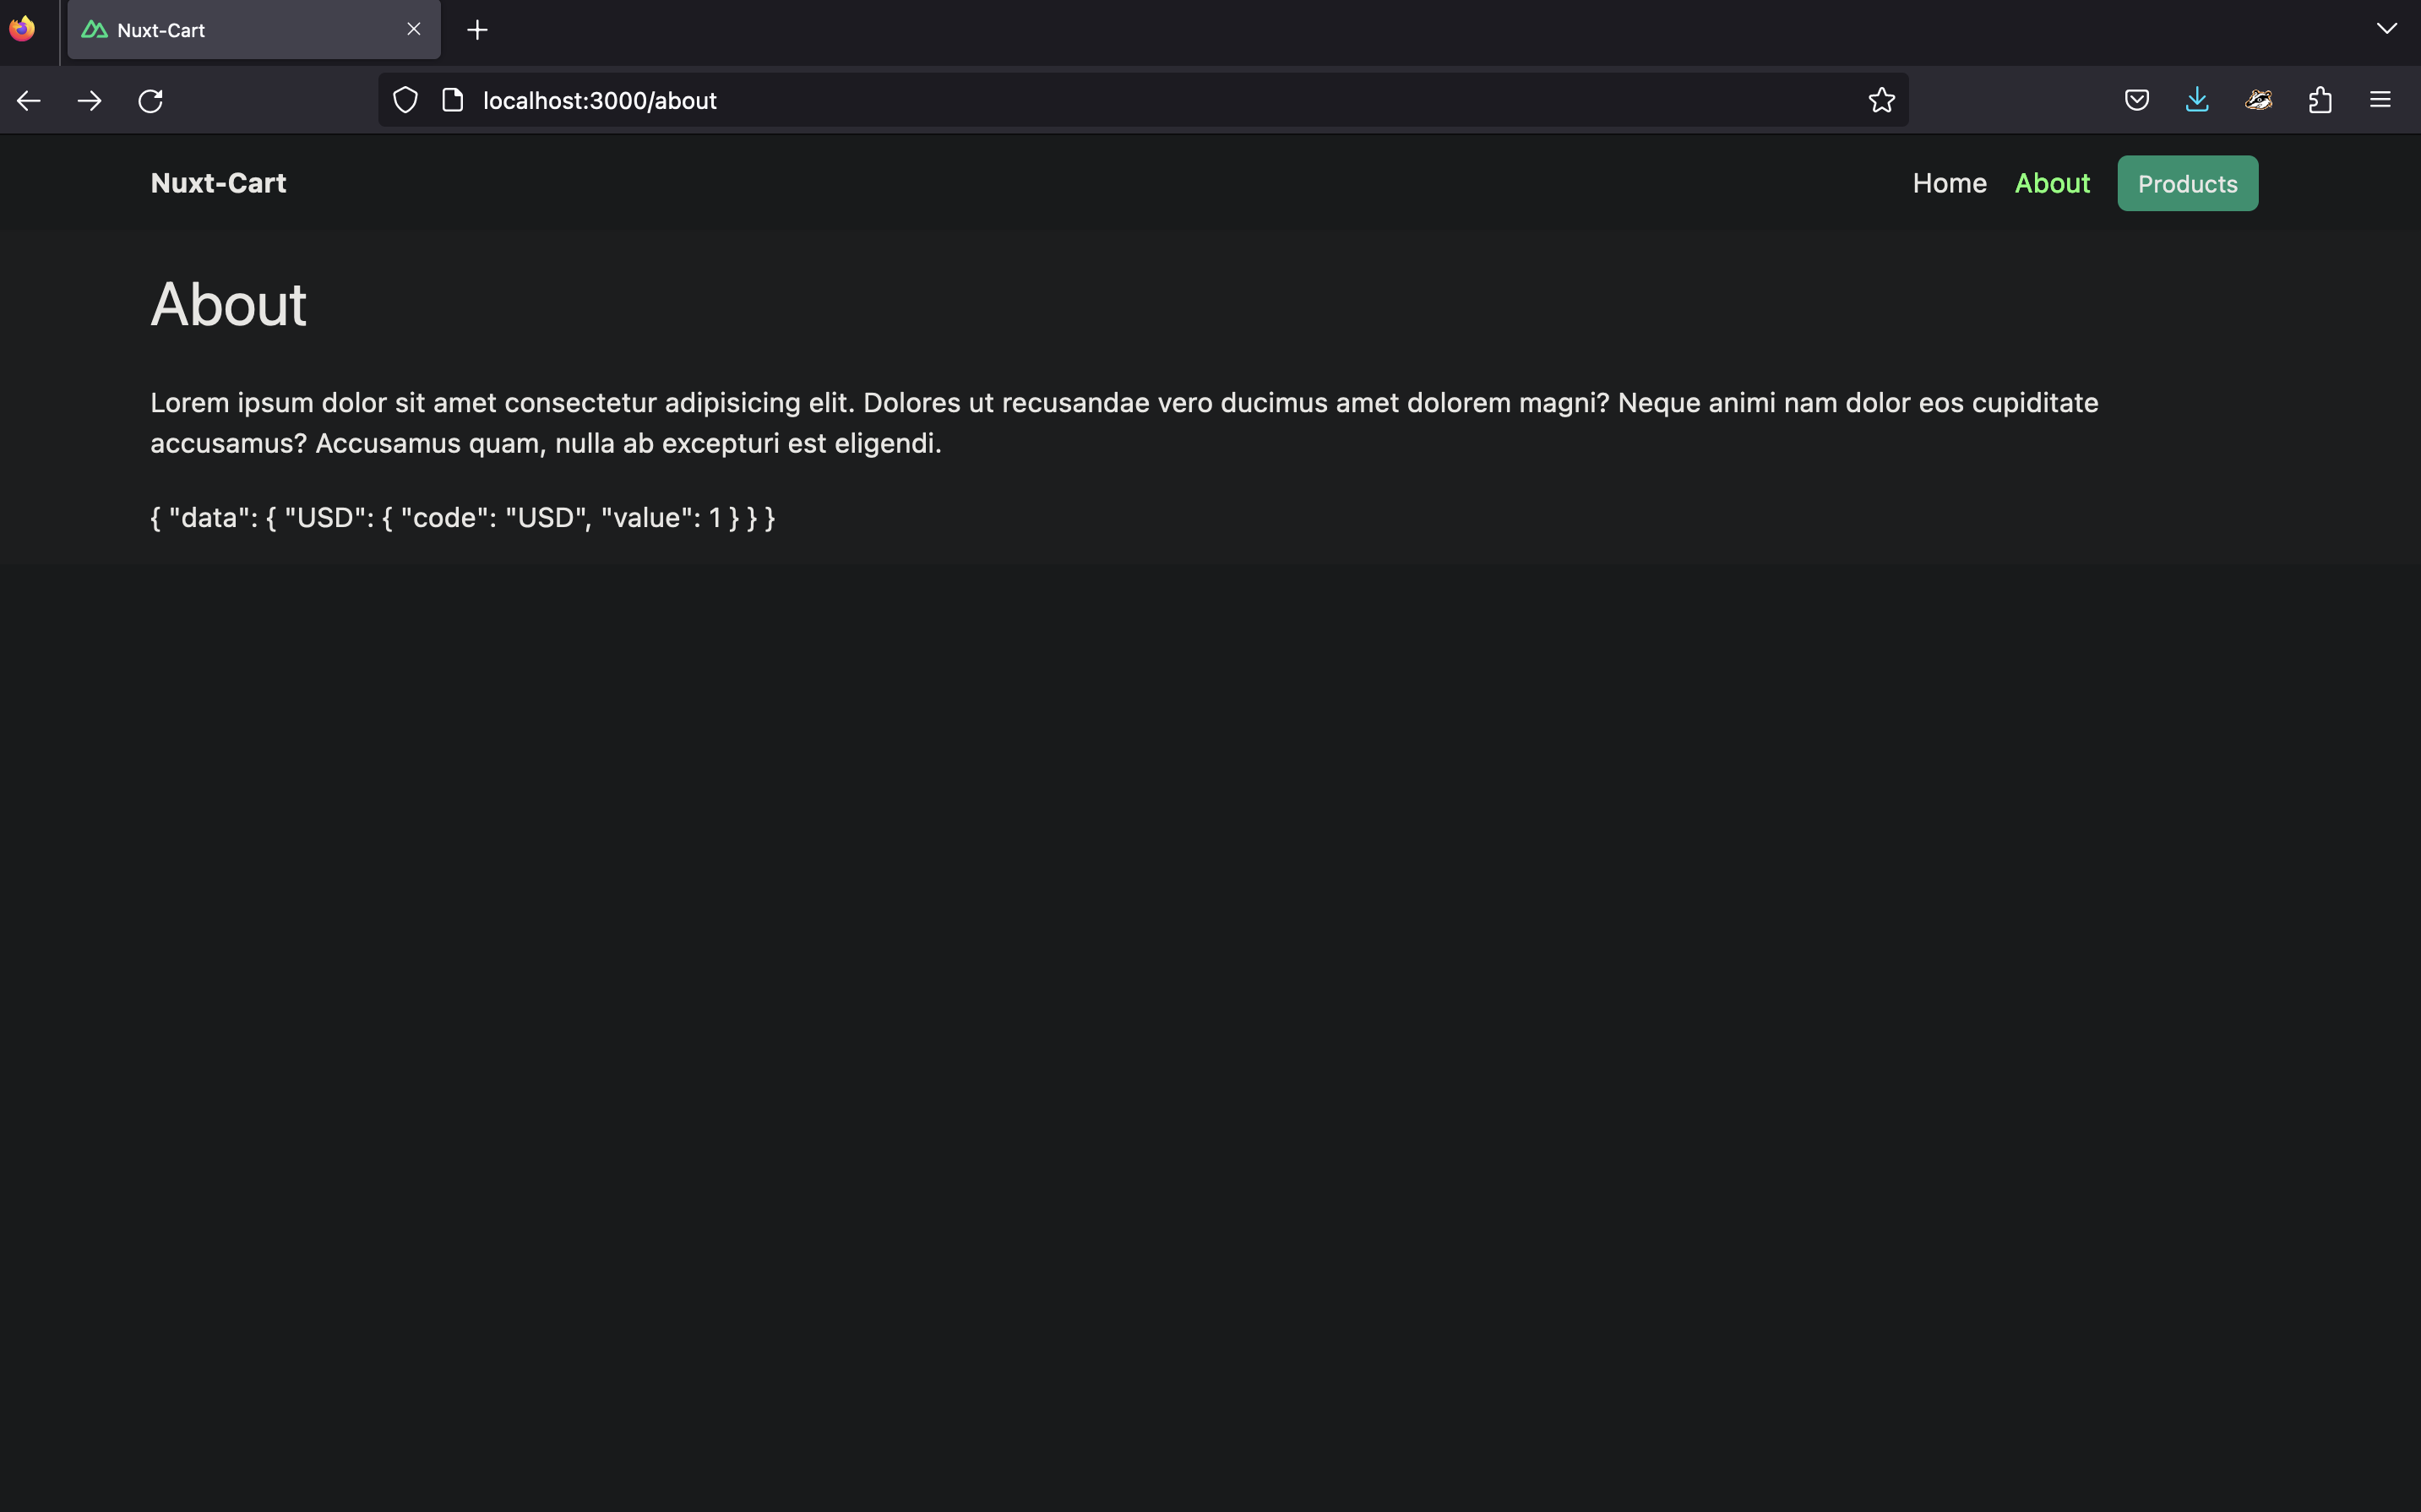 Nuxt-Cart
localhost:3000/about
Nuxt-Cart
Home About Products
About
Lorem ipsum dolor sit amet consectetur adipisicing elit. Dolores ut recusandae vero ducimus amet dolorem magni? Neque animi nam dolor eos cupiditate
accusamus? Accusamus quam, nulla ab excepturi est eligendi.
{ "data": { "USD": { "code": "USD", "value": 1 } } }